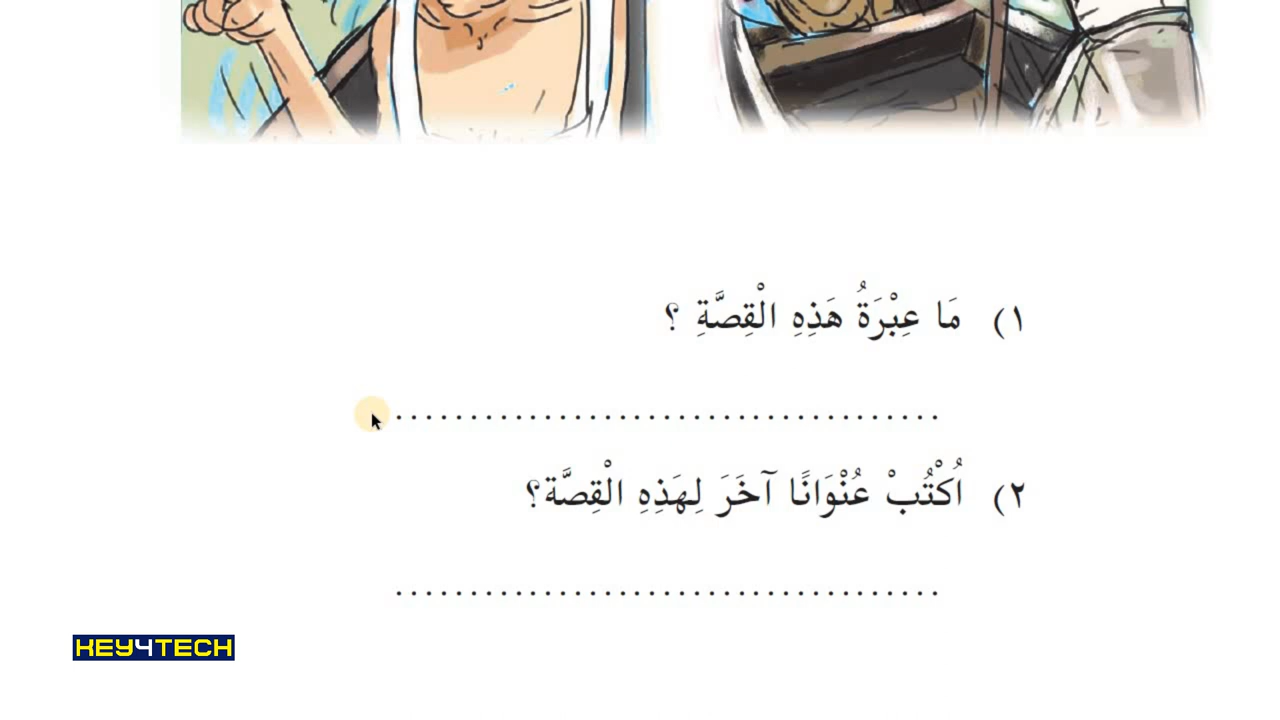 ١) مَا عِبْرَةُ هَذِهِ الْقِصَّةِ ؟
.....................................
٢) اُكْتُبْ عُنْوَانًا آخَرَ لِهَذِهِ الْقِصَّة؟
.....................................
KEY4TECH